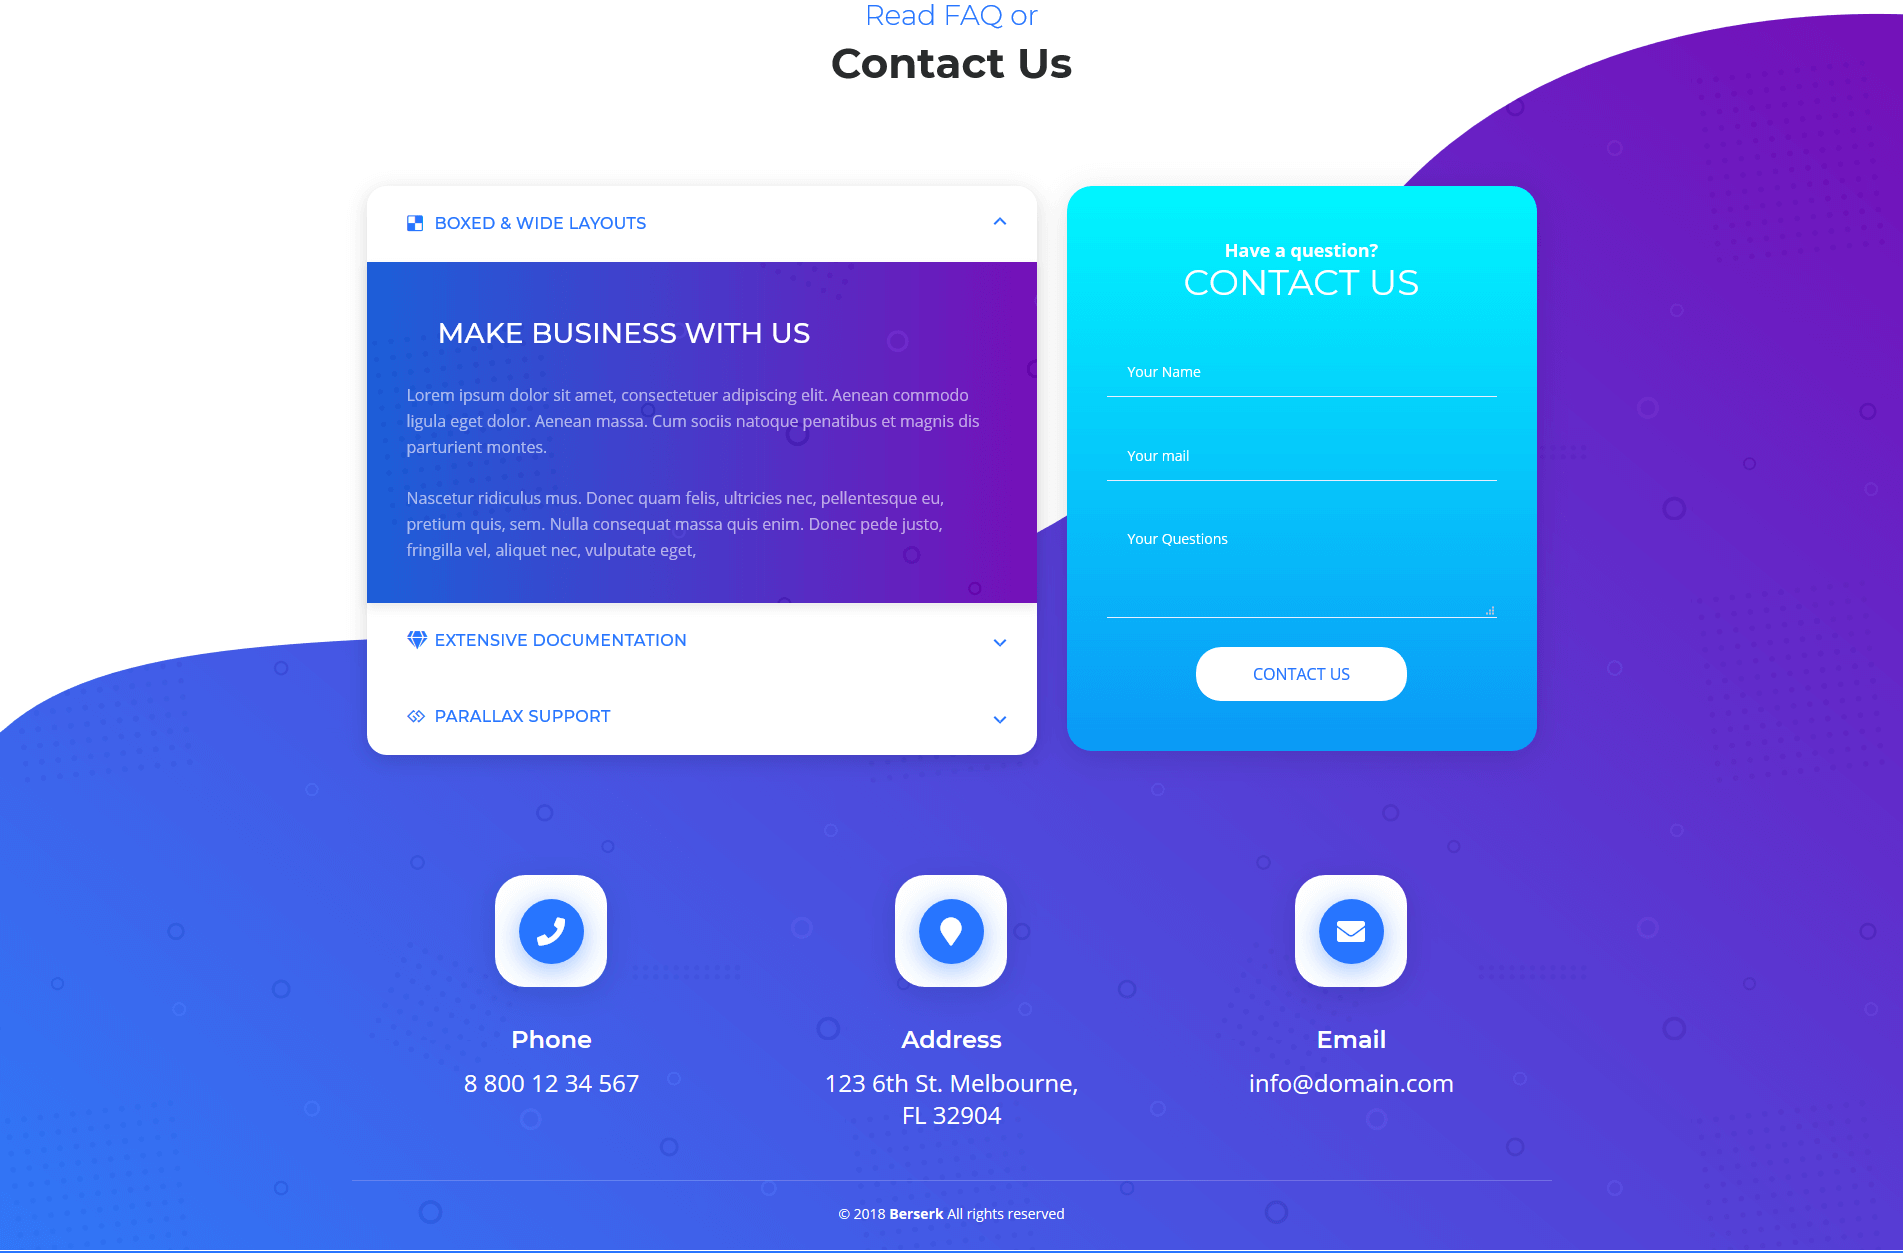 Read FAQ or
Contact Us
BOXED & WIDE LAYOUTS
MAKE BUSINESS WITH US
Lorem ipsum dolor sit amet, consectetuer adipiscing elit. Aenean commodo
ligula eget dolor. Aenean massa. Cum sociis natoque penatibus et magnis dis
parturient montes.
Nascetur ridiculus mus. Donec quam felis, ultricies nec, pellentesque eu,
pretium quis, sem. Nulla consequat massa quis enim. Donec pede justo,
fringilla vel, aliquet nec, vulputate eget,
EXTENSIVE DOCUMENTATION
PARALLAX SUPPORT
Have a question?
CONTACT US
Your Name
Your mail
Your Questions
CONTACT US
Phone
8 800 12 34 567
Address
123 6th St. Melbourne,
FL 32904
Email
info@domain.com
© 2018 Berserk All rights reserved